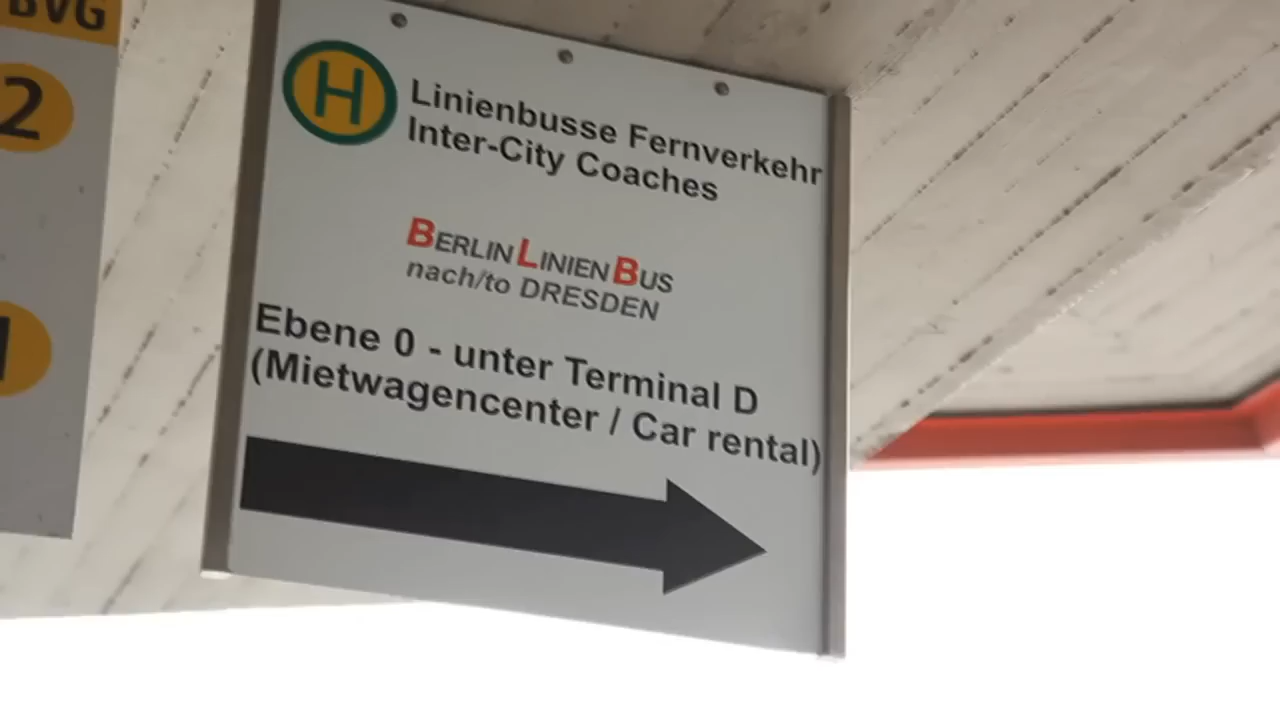 BVG
2
H
Linienbusse Fernverkehr
Inter-City Coaches
BERLIN LINIEN BUS
nach/to DRESDEN
Ebene 0 - unter Terminal D
(Mietwagencenter / Car rental)